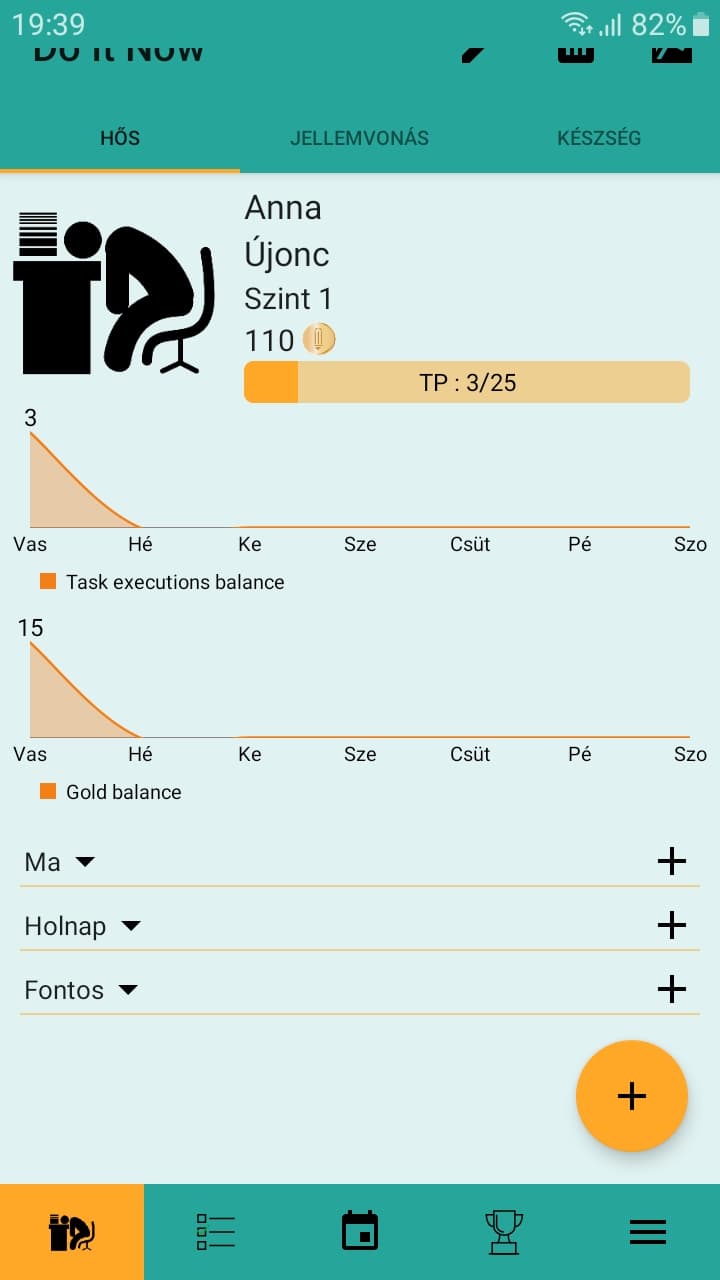 19:39 82%
Do It Now
HŐS JELLEMVONÁS KÉSZSÉG
Anna
Újonc
Szint 1
110
TP : 3/25
3
Vas Hé Ke Sze Csüt Pé Szo
Task executions balance
15
Vas Hé Ke Sze Csüt Pé Szo
Gold balance
Ma
Holnap
Fontos